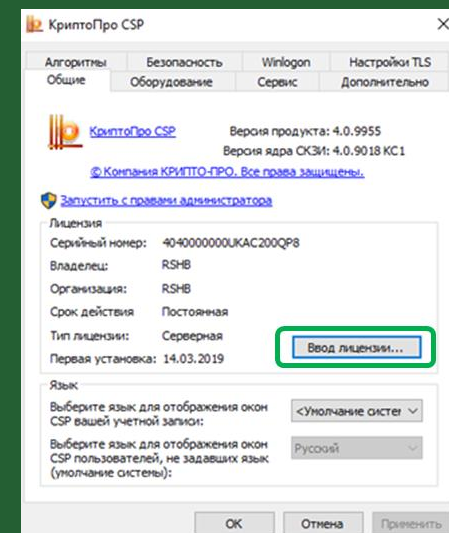 КриптоПро CSP
Алгоритмы Безопасность Winlogon Настройки TLS
Общие Оборудование Сервис Дополнительно
КриптоПро CSP Версия продукта: 4.0.9955
Версия ядра СКЗИ: 4.0.9018 KC1
© Компания КРИПТО-ПРО. Все права защищены.
Запустить с правами администратора
Лицензия
Серийный номер: 4040000000UKAC200QP8
Владелец: RSHB
Организация: RSHB
Срок действия Постоянная
Тип лицензии: Серверная
Ввод лицензии...
Первая установка: 14.03.2019
Язык
Выберите язык для отображения окон
CSP вашей учетной записи:
<Умолчание систег
Выберите язык для отображения окон
CSP пользователей, не задавших язык
(умолчание системы):
Русский
OK Отмена Применить